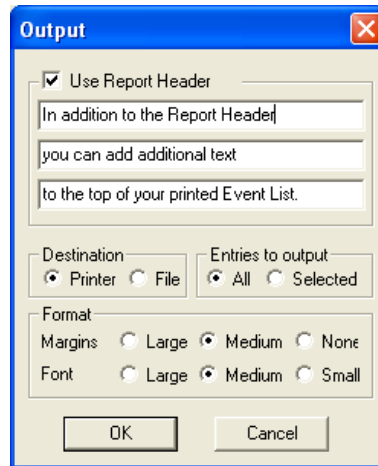 Output
Use Report Header
In addition to the Report Header
you can add additional text
to the top of your printed Event List.
Destination
Printer File
Entries to output
All Selected
Format
Margins Large Medium None
Font Large Medium Small
OK Cancel